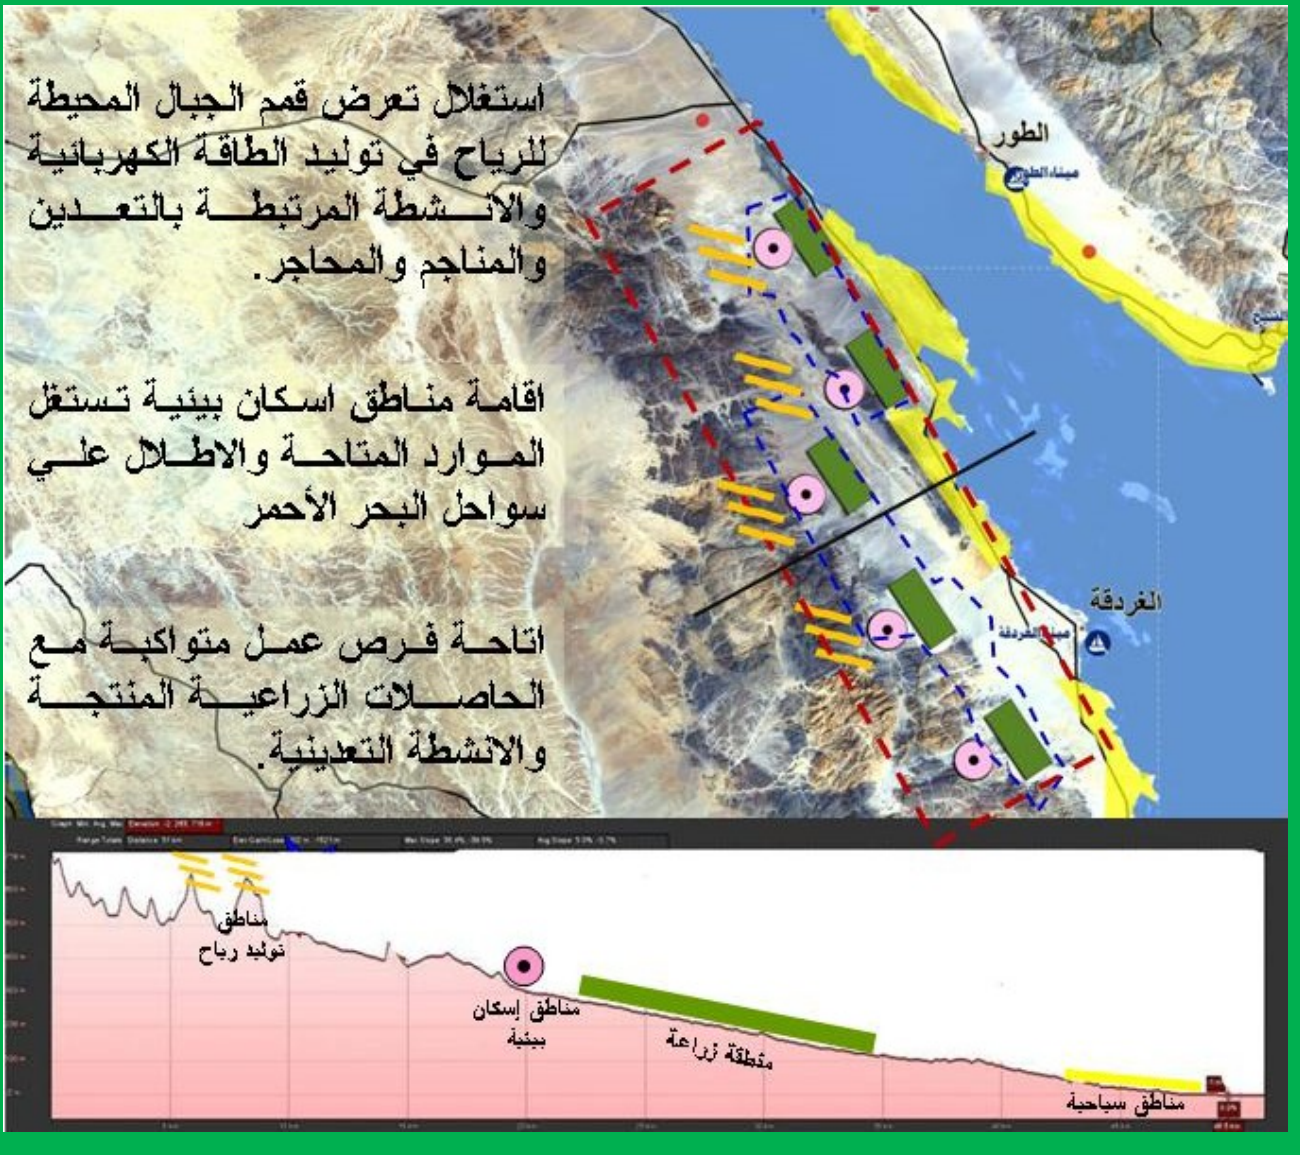 استغلال تعرض قمم الجبال المحيطة
للرياح في توليد الطاقة الكهربائية
والانشطة المرتبطة بالتعدين
والمناجم والمحاجر.
اقامة مناطق اسكان بيئية تستغل
الموارد المتاحة والاطلال علي
سواحل البحر الأحمر
اتاحة فرص عمل متواكبة مع
الحاصلات الزراعية المنتجة
والانشطة التعدينية.
الطور
ميناء الطور
الغردقة
ميناء الغردقة
مناطق
توليد رياح
مناطق إسكان
بيئية
منطقة زراعة
مناطق سياحية